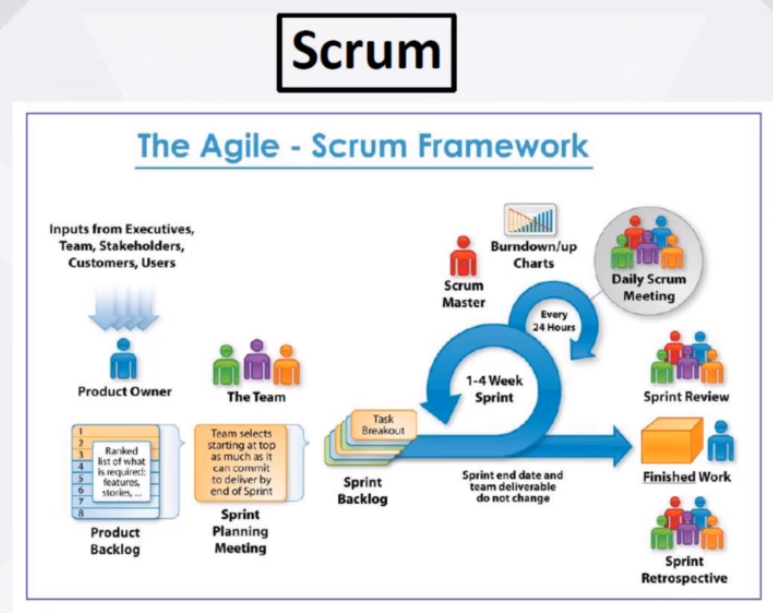 Scrum
The Agile - Scrum Framework
Inputs from Executives,
Team, Stakeholders,
Customers, Users
Product Owner
The Team
1
2
3
4
5
6
7
8
Ranked
list of what
is required:
features,
stories, ...
Product
Backlog
Team selects
starting at top
as much as it
can commit
to deliver by
end of Sprint
Sprint
Planning
Meeting
Task
Breakout
Sprint
Backlog
Scrum
Master
Burndown/up
Charts
Every
24 Hours
Daily Scrum
Meeting
1-4 Week
Sprint
Sprint end date and
team deliverable
do not change
Sprint Review
Finished Work
Sprint
Retrospective